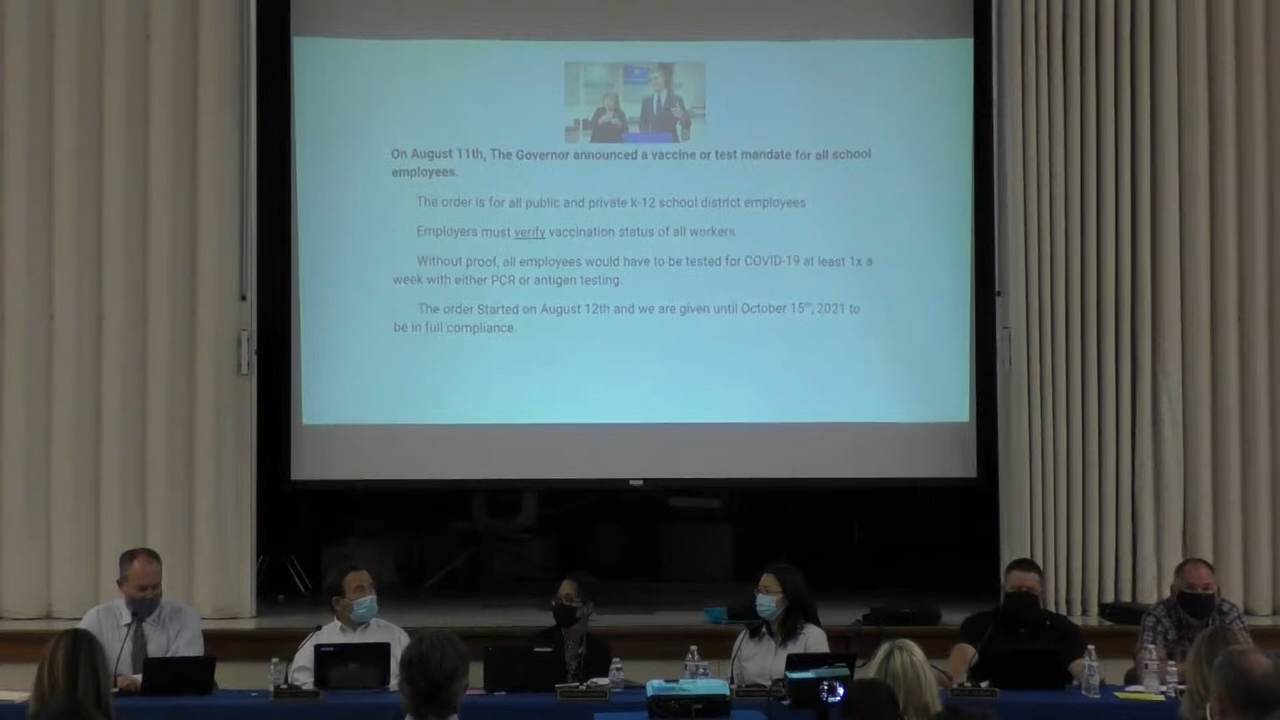 On August 11th, The Governor announced a vaccine or test mandate for all school
employees.
The order is for all public and private K-12 school district employees
Employers must verify vaccination status of all workers
Without proof, all employees would have to be tested for COVID-19 at least 1x a
week with either PCR or antigen testing.
The order Started on August 12th and we are given until October 15th, 2021 to
be in full compliance.